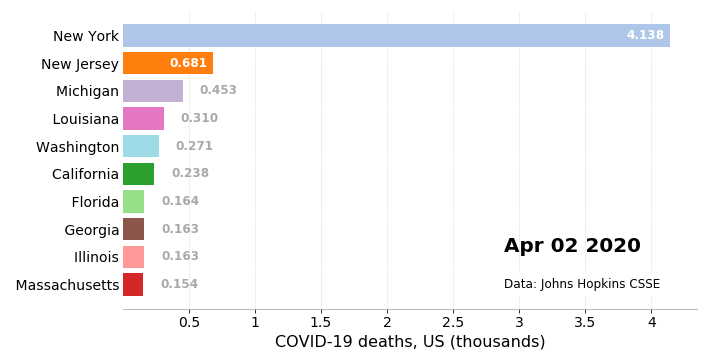 New York 4.138
New Jersey 0.681
Michigan 0.453
Louisiana 0.310
Washington 0.271
California 0.238
Florida 0.164
Georgia 0.163
Illinois 0.163
Massachusetts 0.154
Apr 02 2020
Data: Johns Hopkins CSSE
0.5 1 1.5 2 2.5 3 3.5 4
COVID-19 deaths, US (thousands)